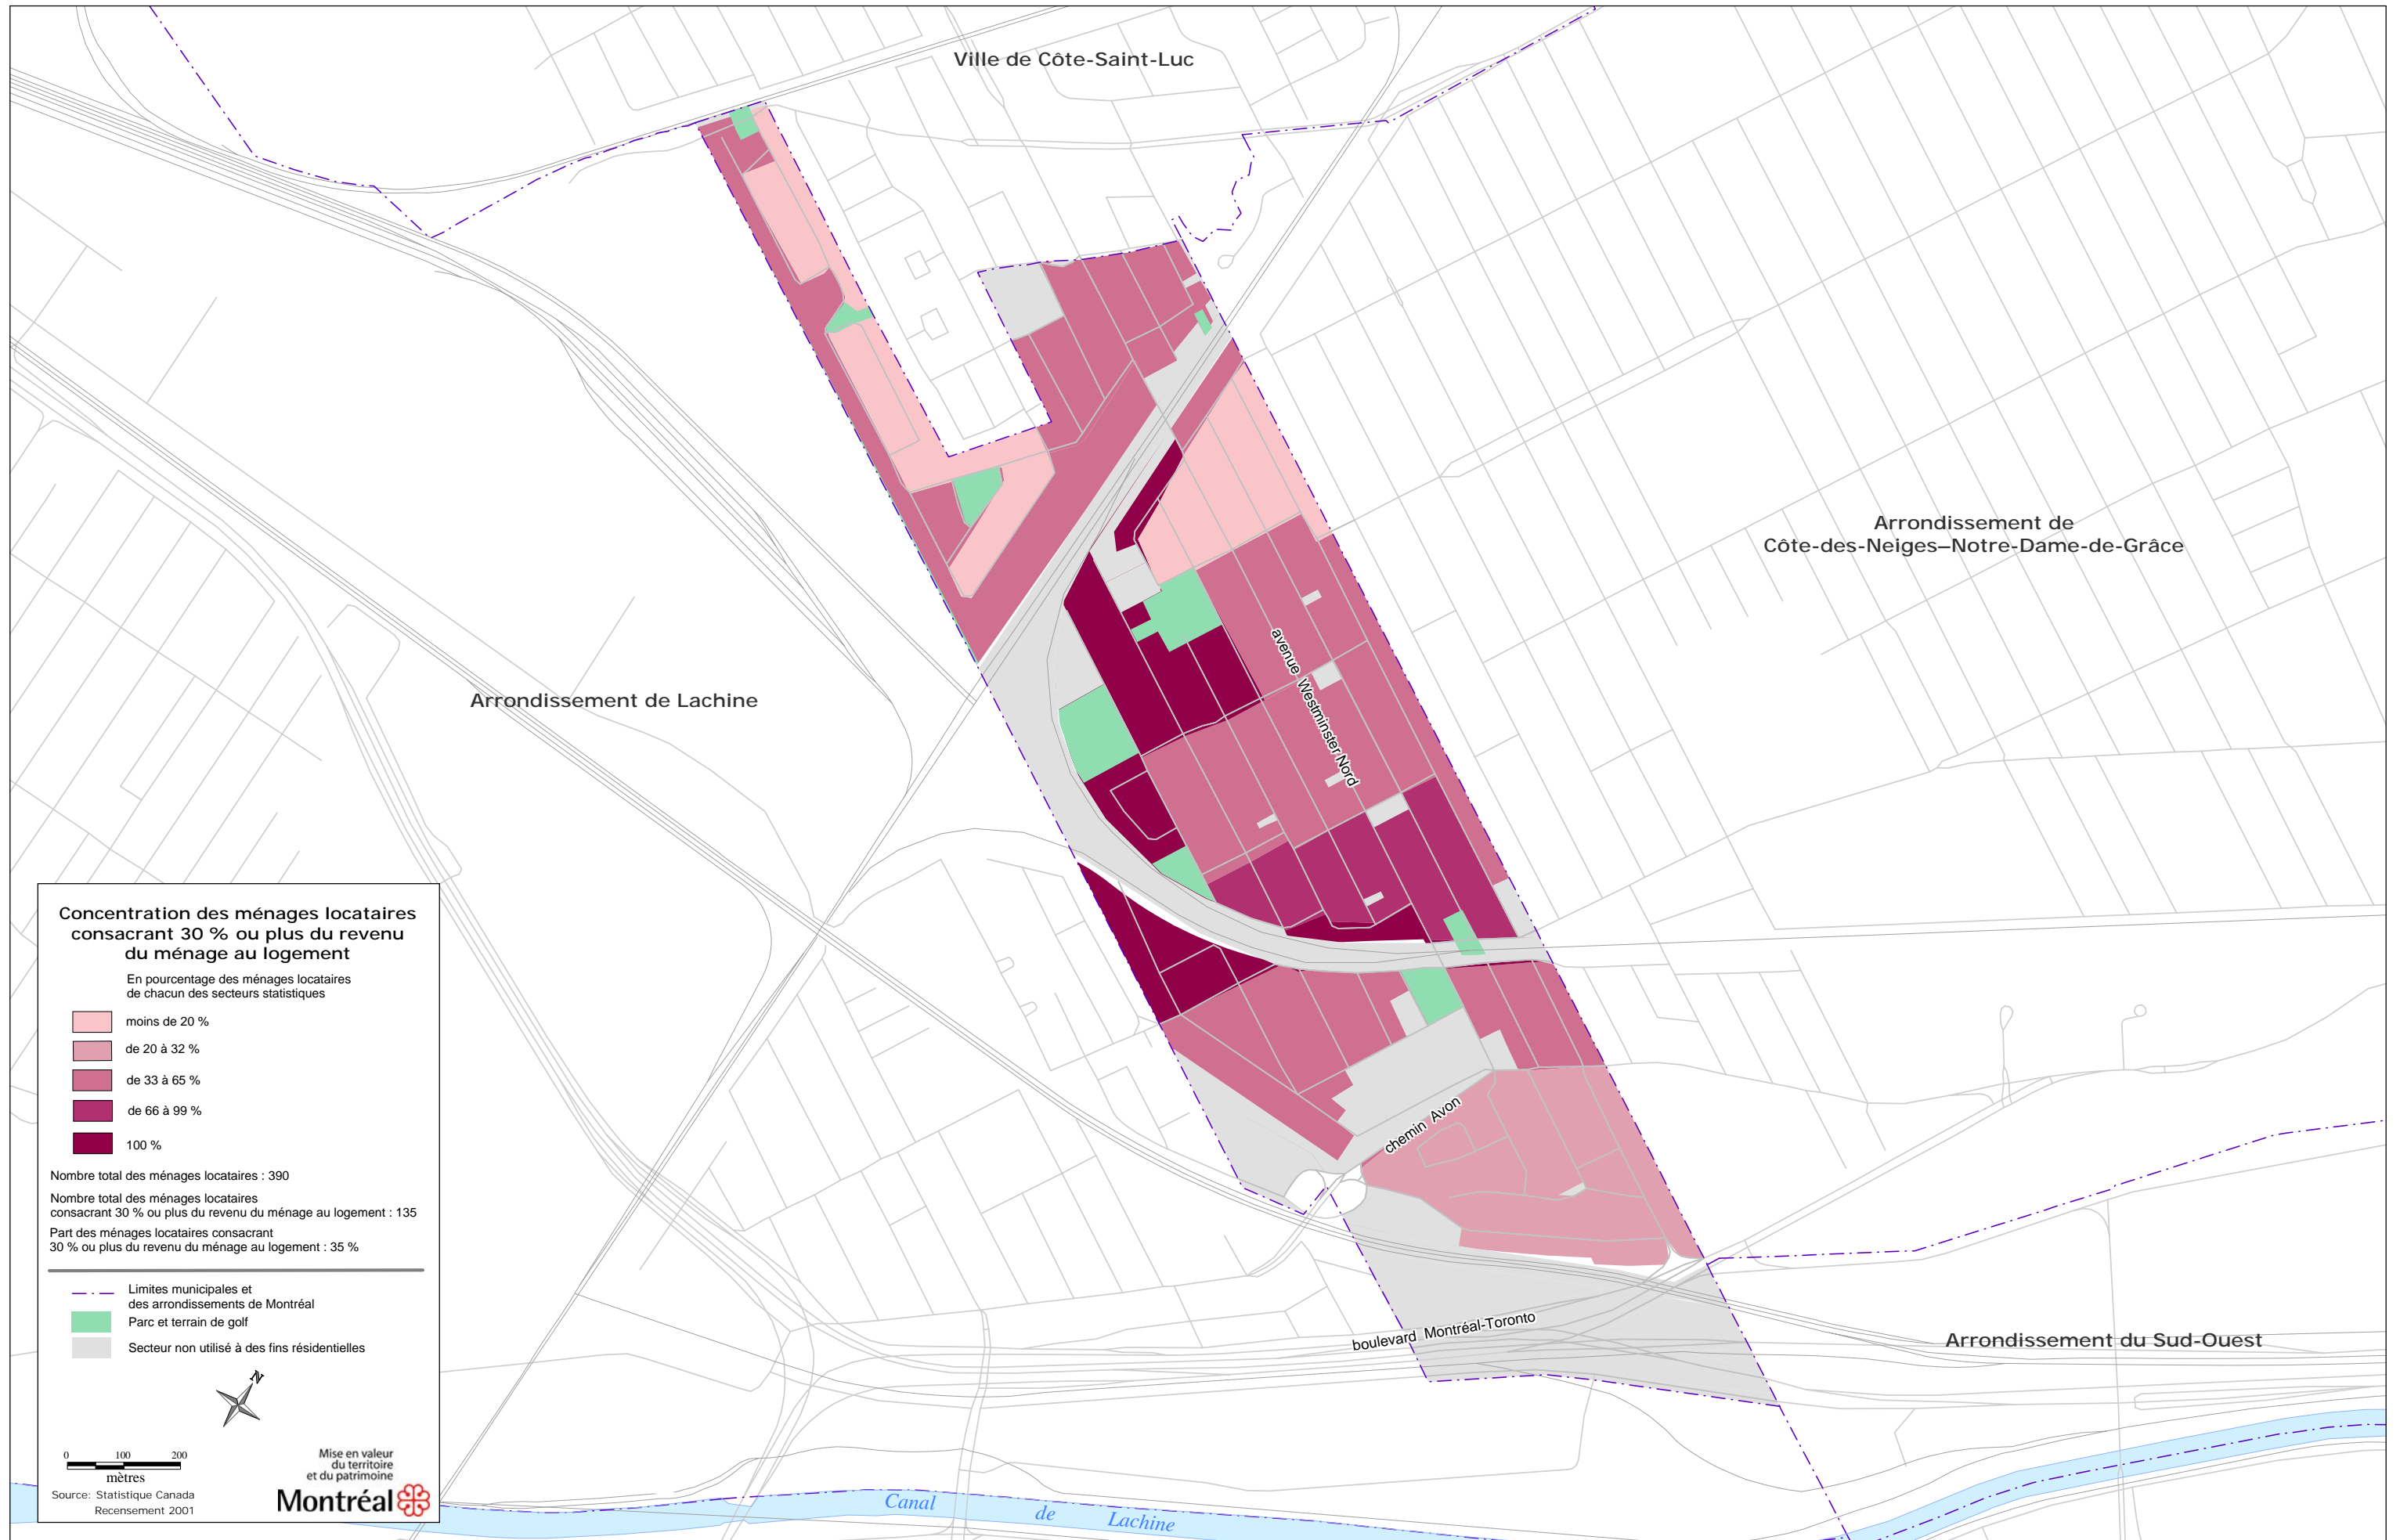 Ville de Côte-Saint-Luc
Arrondissement de
Côte-des-Neiges–Notre-Dame-de-Grâce
Arrondissement de Lachine
avenue Westminster Nord
chemin Avon
boulevard Montréal-Toronto
Arrondissement du Sud-Ouest
Canal de Lachine
Concentration des ménages locataires
consacrant 30 % ou plus du revenu
du ménage au logement
En pourcentage des ménages locataires
de chacun des secteurs statistiques
moins de 20 %
de 20 à 32 %
de 33 à 65 %
de 66 à 99 %
100 %
Nombre total des ménages locataires : 390
Nombre total des ménages locataires
consacrant 30 % ou plus du revenu du ménage au logement : 135
Part des ménages locataires consacrant
30 % ou plus du revenu du ménage au logement : 35 %
Limites municipales et
des arrondissements de Montréal
Parc et terrain de golf
Secteur non utilisé à des fins résidentielles
N
0 100 200
mètres
Source: Statistique Canada
Recensement 2001
Mise en valeur
du territoire
et du patrimoine
Montréal